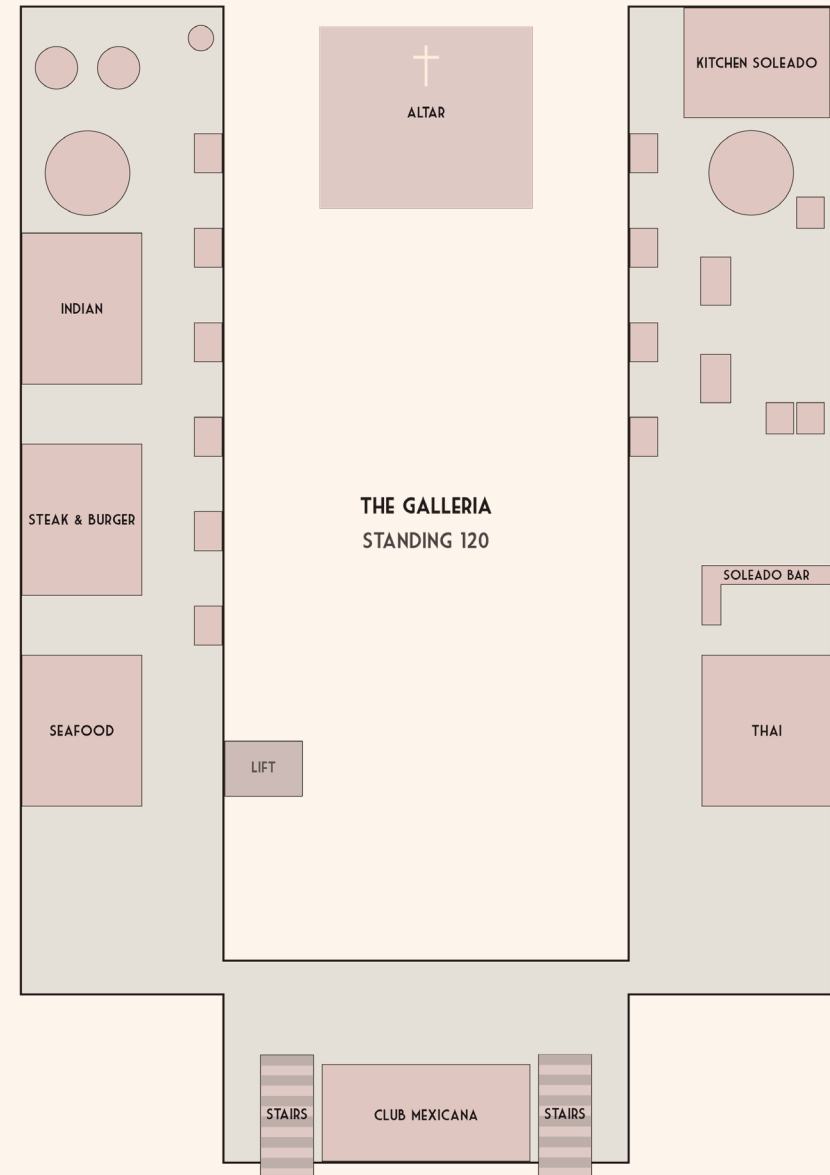 KITCHEN SOLEADO
ALTAR
INDIAN
THE GALLERIA
STANDING 120
STEAK & BURGER
SOLEADO BAR
SEAFOOD
THAI
LIFT
STAIRS
CLUB MEXICANA
STAIRS